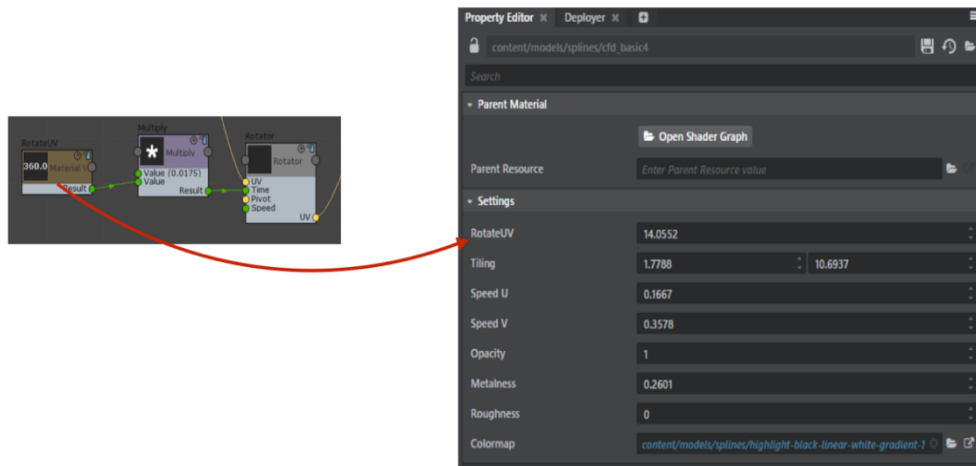 RotateUV
360.0
Result
Multiply
*
Multiply
Value (0.0175)
Value
Result
Rotator
Rotator
UV
Time
Pivot
Speed
UV
Property Editor Deployer
content/models/splines/cfd_basic4
Search
Parent Material
Open Shader Graph
Parent Resource Enter Parent Resource value
Settings
RotateUV 14.0552
Tiling 1.7788 10.6937
Speed U 0.1667
Speed V 0.3578
Opacity 1
Metalness 0.2601
Roughness 0
Colormap content/models/splines/highlight-black-linear-white-gradient-1